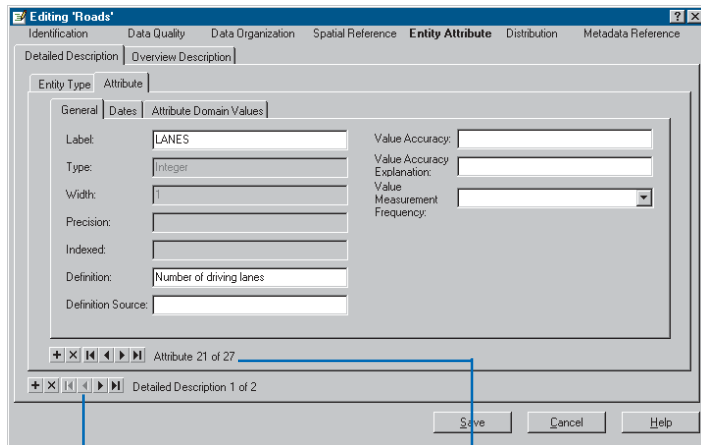 Editing 'Roads'
Identification Data Quality Data Organization Spatial Reference Entity Attribute Distribution Metadata Reference
Detailed Description Overview Description
Entity Type Attribute
General Dates Attribute Domain Values
Label: LANES Value Accuracy:
Type: Integer Value Accuracy Explanation:
Width: 1 Value Measurement Frequency:
Precision:
Indexed:
Definition: Number of driving lanes
Definition Source:
Attribute 21 of 27
Detailed Description 1 of 2
Save Cancel Help